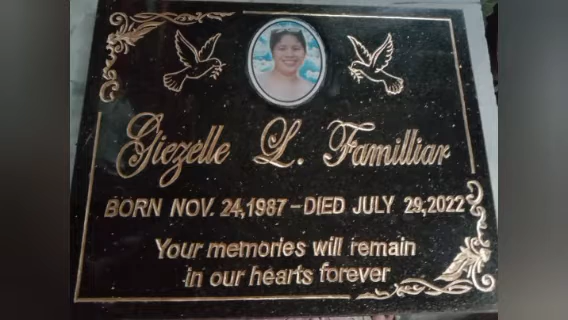 Giezelle L. Familliar
BORN NOV. 24,1987 – DIED JULY 29,2022
Your memories will remain
in our hearts forever